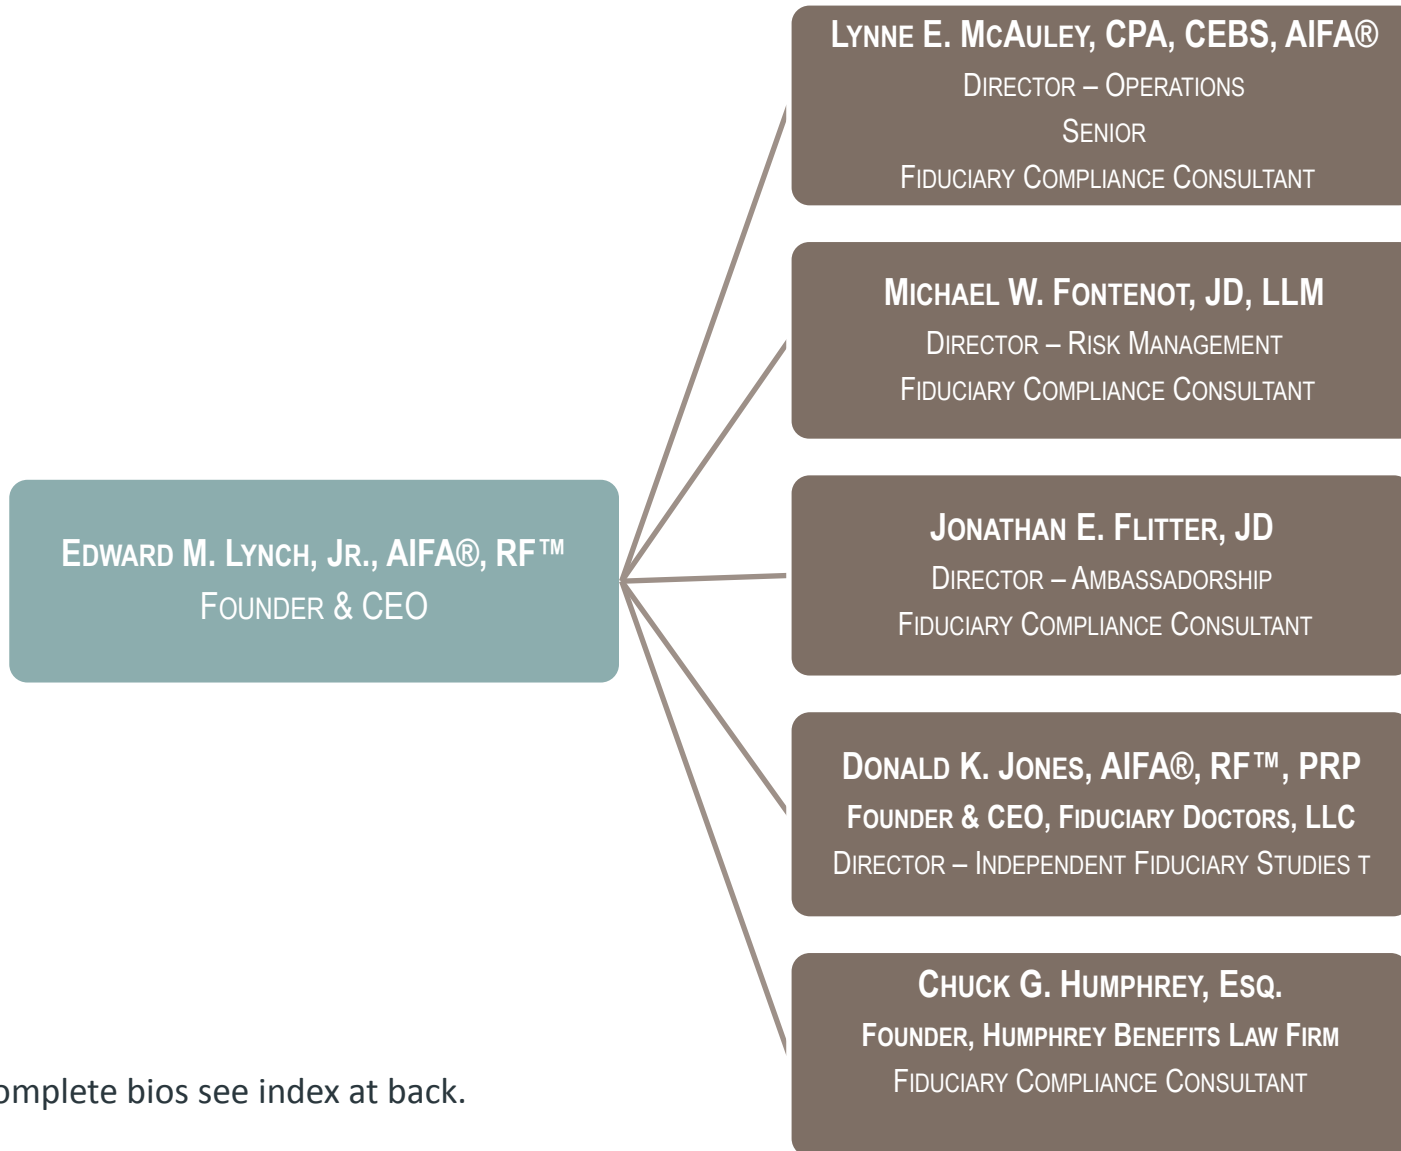 Lynne E. McAuley, CPA, CEBS, AIFA®
Director – Operations
Senior
Fiduciary Compliance Consultant
Michael W. Fontenot, JD, LLM
Director – Risk Management
Fiduciary Compliance Consultant
Edward M. Lynch, Jr., AIFA®, RF™
Founder & CEO
Jonathan E. Flitter, JD
Director – Ambassadorship
Fiduciary Compliance Consultant
Donald K. Jones, AIFA®, RF™, PRP
Founder & CEO, Fiduciary Doctors, LLC
Director – Independent Fiduciary Studies t
Chuck G. Humphrey, Esq.
Founder, Humphrey Benefits Law Firm
Fiduciary Compliance Consultant
omplete bios see index at back.